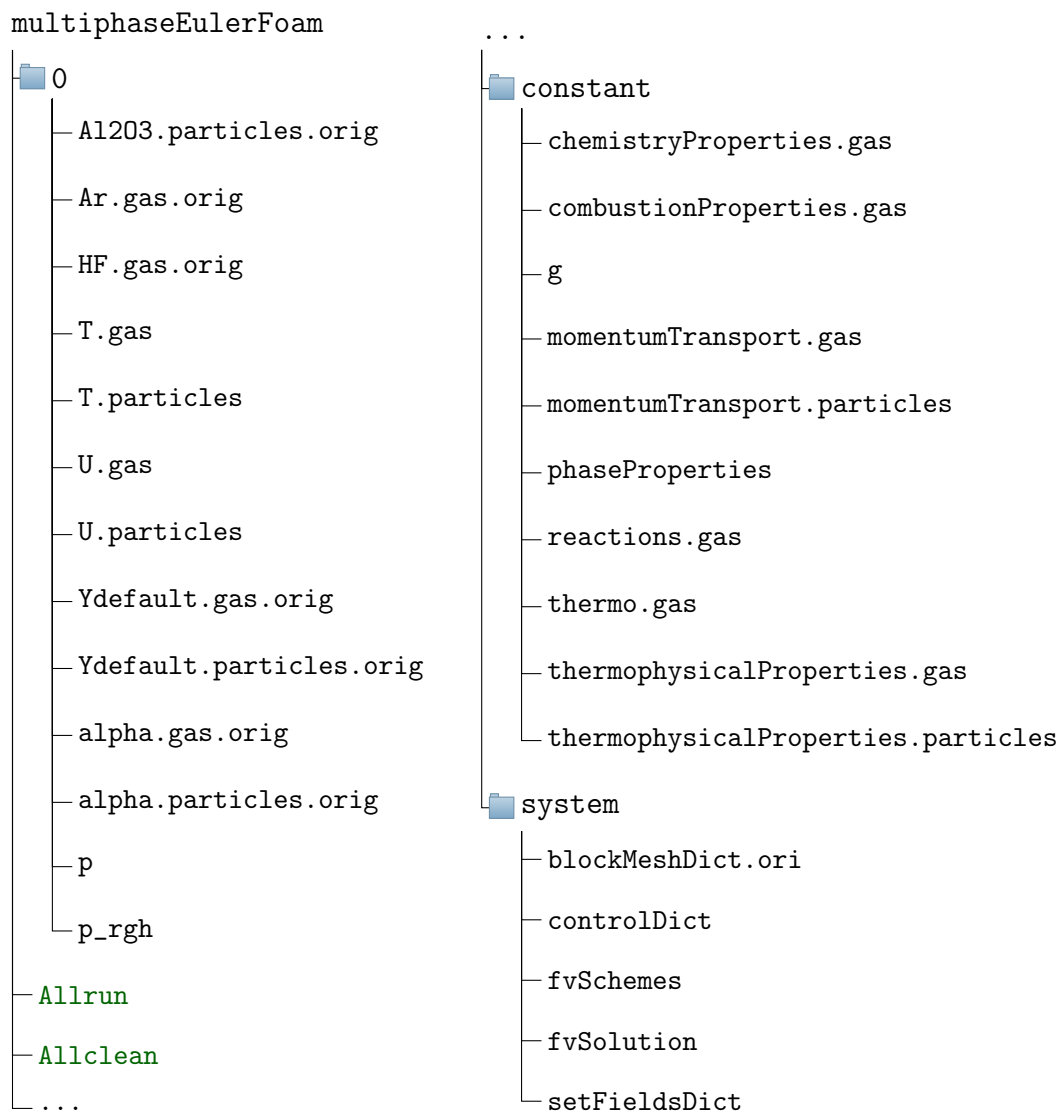 multiphaseEulerFoam
0
Al2O3.particles.orig
Ar.gas.orig
HF.gas.orig
T.gas
T.particles
U.gas
U.particles
Ydefault.gas.orig
Ydefault.particles.orig
alpha.gas.orig
alpha.particles.orig
p
p_rgh
Allrun
Allclean
...
...
constant
chemistryProperties.gas
combustionProperties.gas
g
momentumTransport.gas
momentumTransport.particles
phaseProperties
reactions.gas
thermo.gas
thermophysicalProperties.gas
thermophysicalProperties.particles
system
blockMeshDict.ori
controlDict
fvSchemes
fvSolution
setFieldsDict